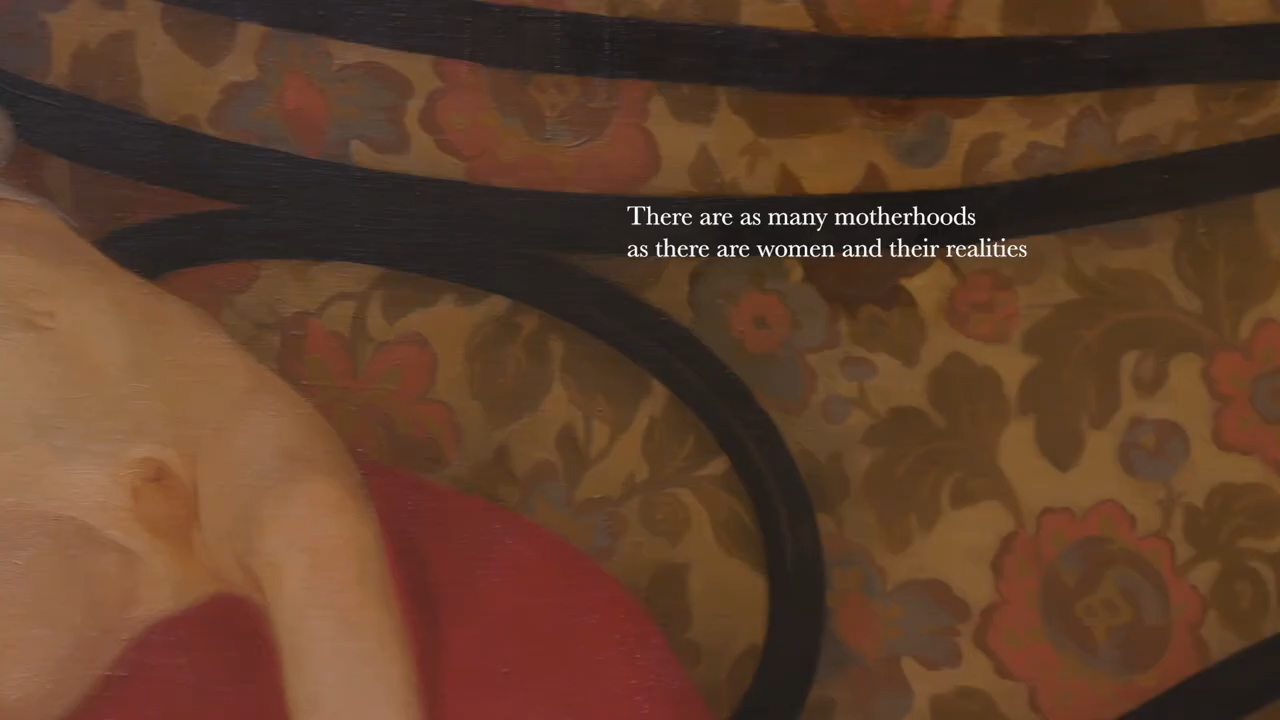 There are as many motherhoods
as there are women and their realities